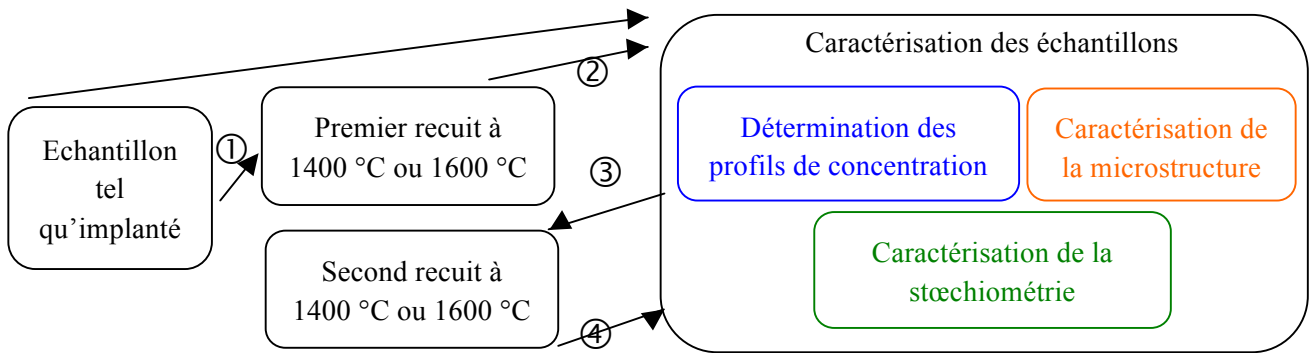 Caractérisation des échantillons
②
Echantillon
tel
qu’implanté
①
Premier recuit à
1400 °C ou 1600 °C
Détermination des
profils de concentration
Caractérisation de
la microstructure
③
Second recuit à
1400 °C ou 1600 °C
④
Caractérisation de la
stœchiométrie